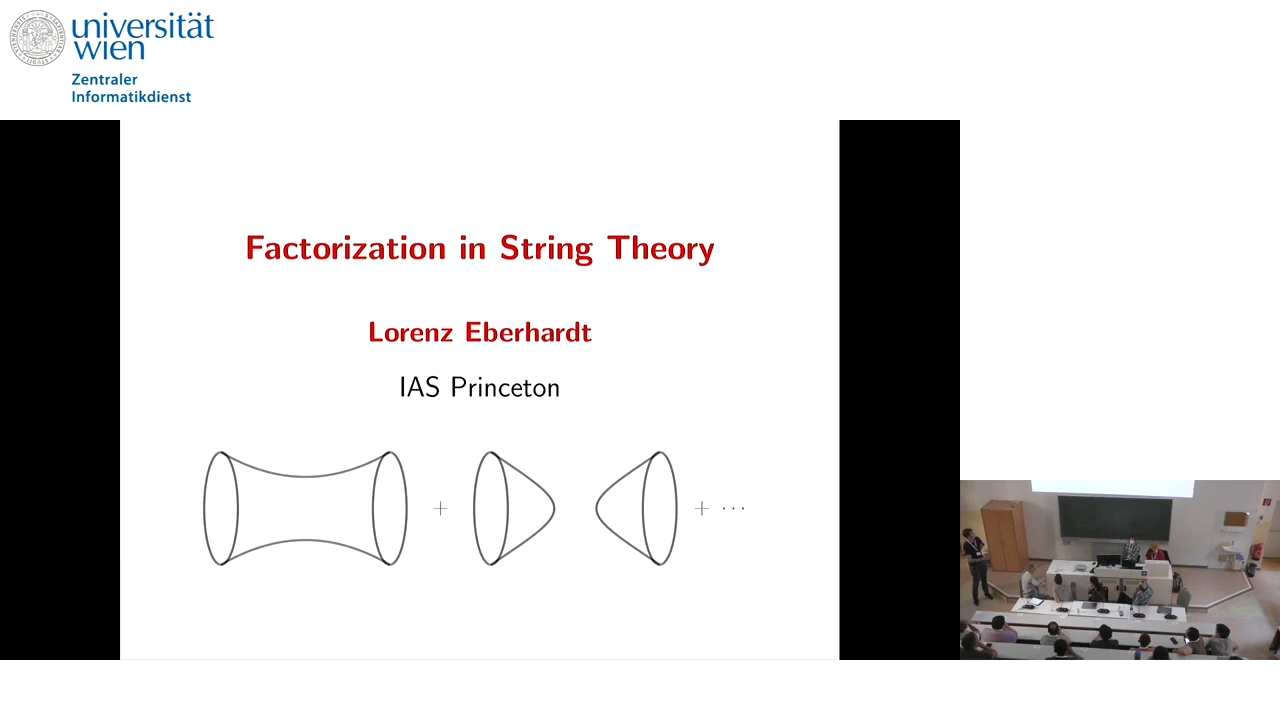 universität
wien
Zentraler
Informatikdienst
Factorization in String Theory
Lorenz Eberhardt
IAS Princeton
+ + ···